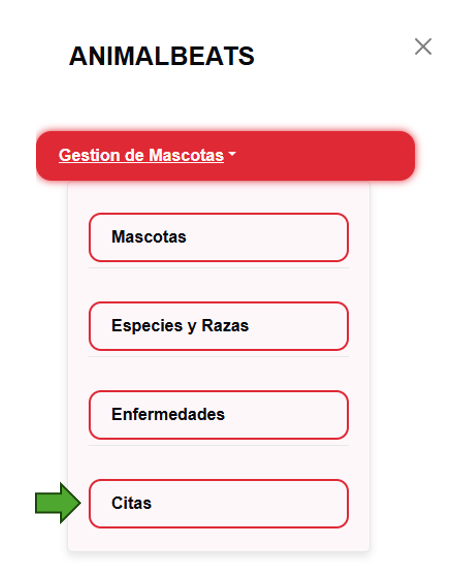 ANIMALBEATS
Gestion de Mascotas
Mascotas
Especies y Razas
Enfermedades
Citas